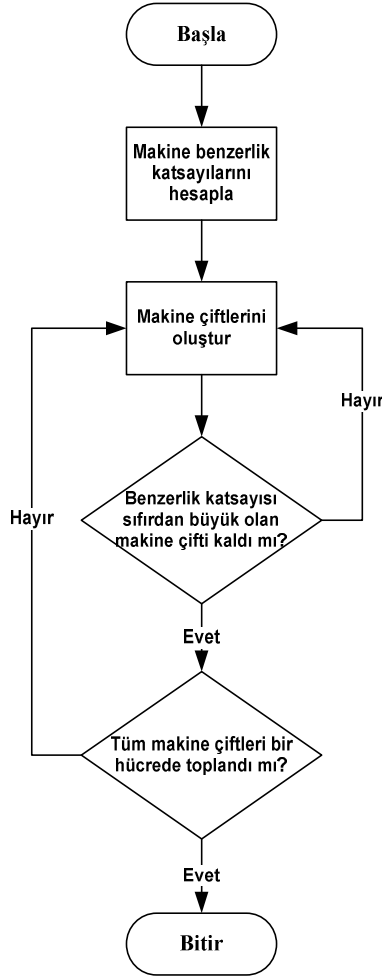 Başla
Makine benzerlik
katsayılarını
hesapla
Makine çiftlerini
oluştur
Hayır
Benzerlik katsayısı
sıfırdan büyük olan
makine çifti kaldı mı?
Hayır
Evet
Tüm makine çiftleri bir
hücrede toplandı mı?
Evet
Bitir